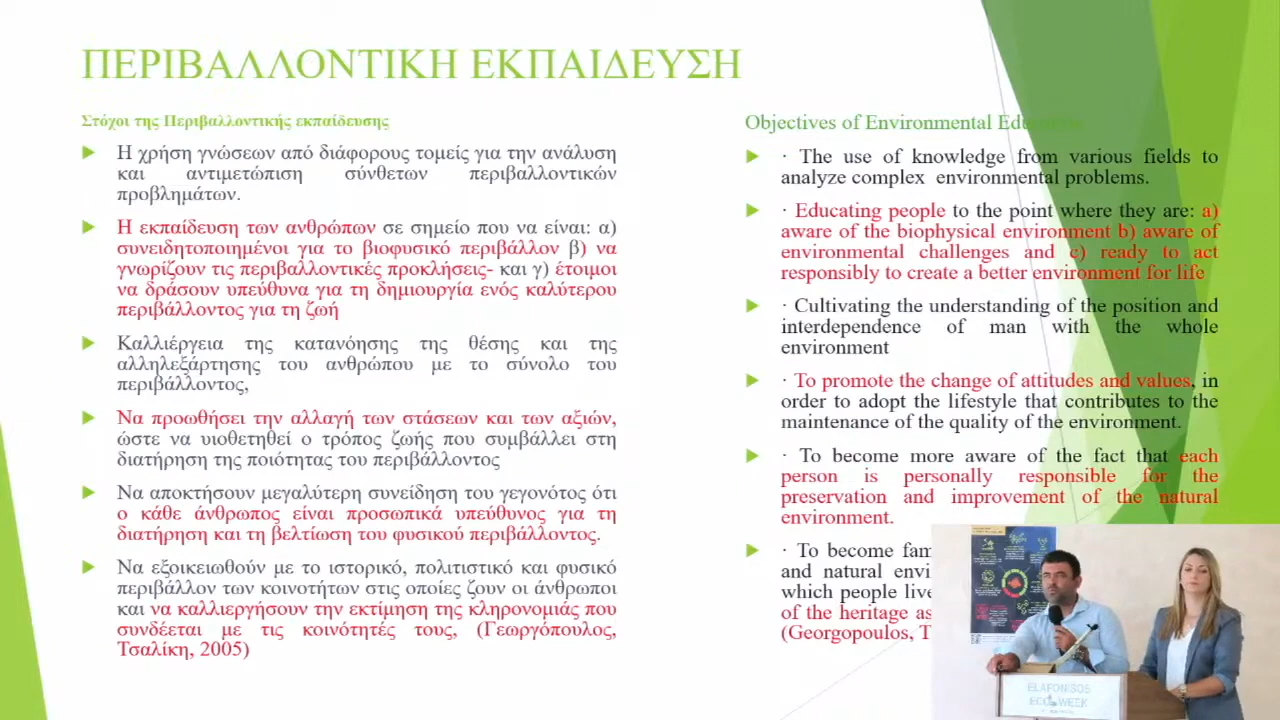 ΠΕΡΙΒΑΛΛΟΝΤΙΚΗ ΕΚΠΑΙΔΕΥΣΗ
Στόχοι της Περιβαλλοντικής εκπαίδευσης
Η χρήση γνώσεων από διάφορους τομείς για την ανάλυση
και αντιμετώπιση σύνθετων περιβαλλοντικών
προβλημάτων.
Η εκπαίδευση των ανθρώπων σε σημείο που να είναι: α)
συνειδητοποιημένοι για το βιοφυσικό περιβάλλον β) να
γνωρίζουν τις περιβαλλοντικές προκλήσεις- και γ) έτοιμοι
να δράσουν υπεύθυνα για τη δημιουργία ενός καλύτερου
περιβάλλοντος για τη ζωή
Καλλιέργεια της κατανόησης της θέσης και της
αλληλεξάρτησης του ανθρώπου με το σύνολο του
περιβάλλοντος,
Να προωθήσει την αλλαγή των στάσεων και των αξιών,
ώστε να υιοθετηθεί ο τρόπος ζωής που συμβάλλει στη
διατήρηση της ποιότητας του περιβάλλοντος
Να αποκτήσουν μεγαλύτερη συνείδηση του γεγονότος ότι
ο κάθε άνθρωπος είναι προσωπικά υπεύθυνος για τη
διατήρηση και τη βελτίωση του φυσικού περιβάλλοντος.
Να εξοικειωθούν με το ιστορικό, πολιτιστικό και φυσικό
περιβάλλον των κοινοτήτων στις οποίες ζουν οι άνθρωποι
και να καλλιεργήσουν την εκτίμηση της κληρονομιάς που
συνδέεται με τις κοινότητές τους, (Γεωργόπουλος,
Τσαλίκη, 2005)
Objectives of Environmental Education
· The use of knowledge from various fields to
analyze complex environmental problems.
· Educating people to the point where they are: a)
aware of the biophysical environment b) aware of
environmental challenges and c) ready to act
responsibly to create a better environment for life
· Cultivating the understanding of the position and
interdependence of man with the whole
environment
· To promote the change of attitudes and values, in
order to adopt the lifestyle that contributes to the
maintenance of the quality of the environment.
· To become more aware of the fact that each
person is personally responsible for the
preservation and improvement of the natural
environment.
· To become fam
and natural envi
which people live
of the heritage as
(Georgopoulos, T
ELAFONISOS
ECO WEEK